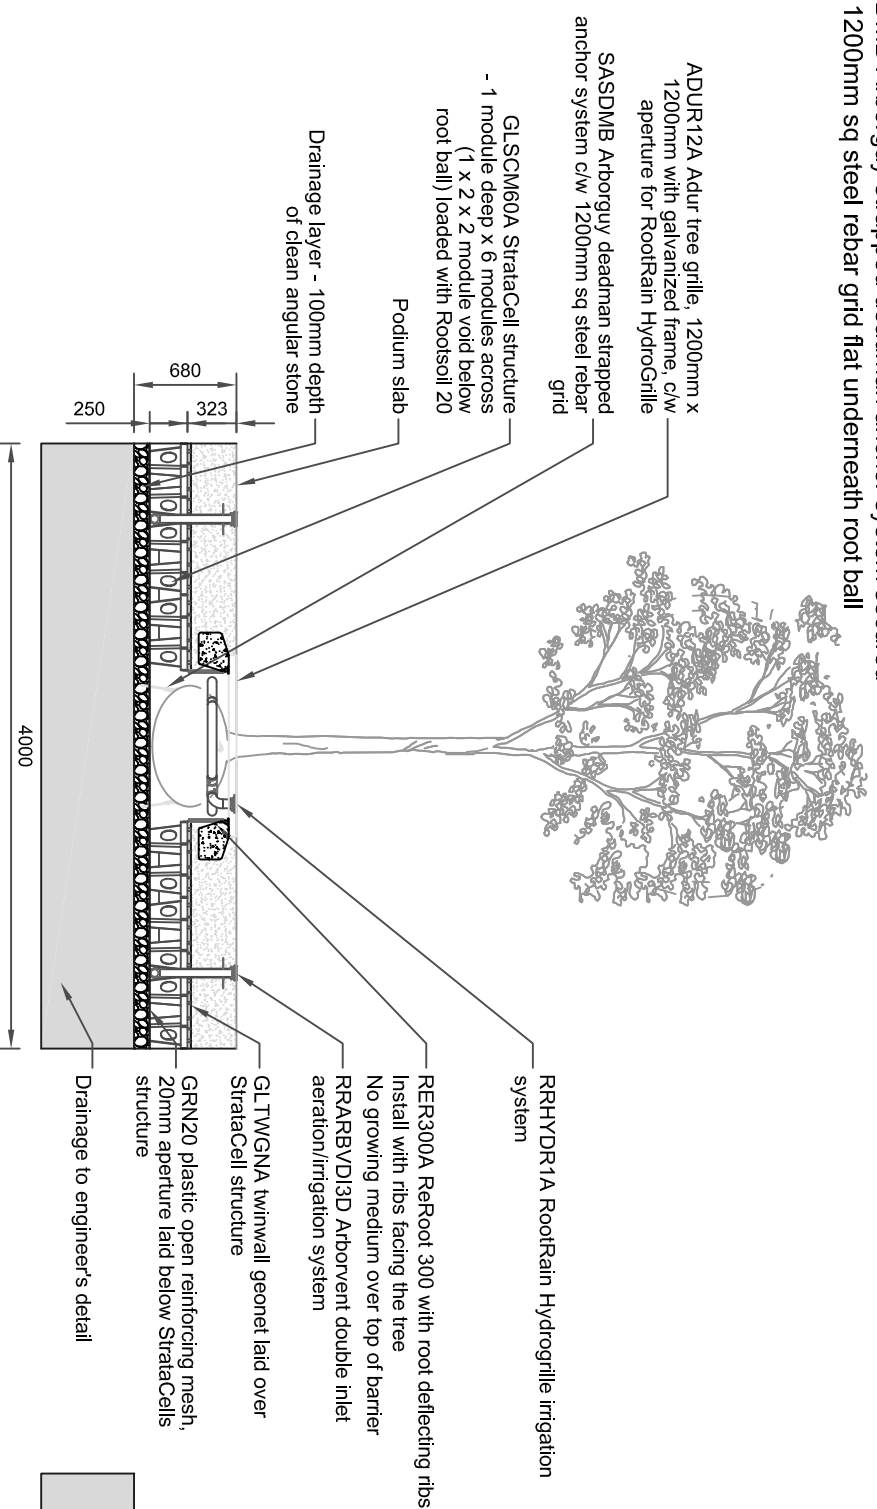 1200mm sq steel rebar grid flat underneath root ball
ADUR12A Adur tree grille, 1200mm x
1200mm with galvanized frame, c/w
aperture for RootRain HydroGrille
SASDMB Arborguy deadman strapped
anchor system c/w 1200mm sq steel rebar
grid
GLSCM60A StrataCell structure
- 1 module deep x 6 modules across
(1 x 2 x 2 module void below
root ball) loaded with Rootsoil 20
Podium slab
Drainage layer - 100mm depth
of clean angular stone
680
250
323
4000
RRHYDR1A RootRain Hydrogrille irrigation
system
RER300A ReRoot 300 with root deflecting ribs
Install with ribs facing the tree
No growing medium over top of barrier
RRARBVDI3D Arborvent double inlet
aeration/irrigation system
GLTWGNA twinwall geonet laid over
StrataCell structure
GRN20 plastic open reinforcing mesh,
20mm aperture laid below StrataCells
structure
Drainage to engineer's detail